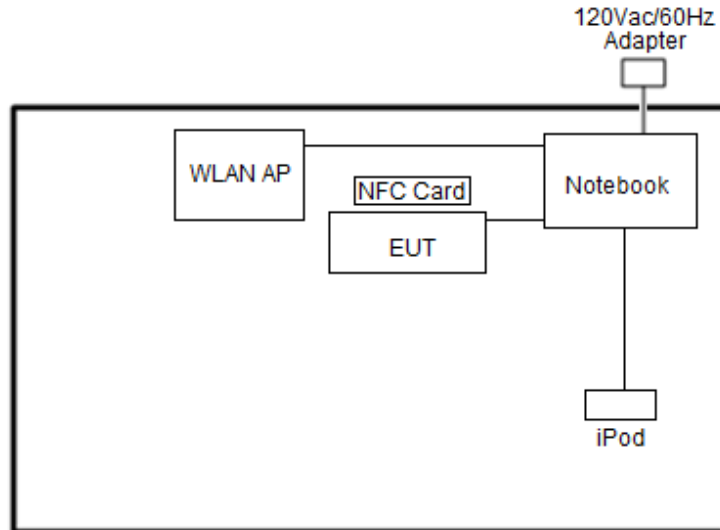 120Vac/60Hz
Adapter
WLAN AP
Notebook
NFC Card
EUT
iPod